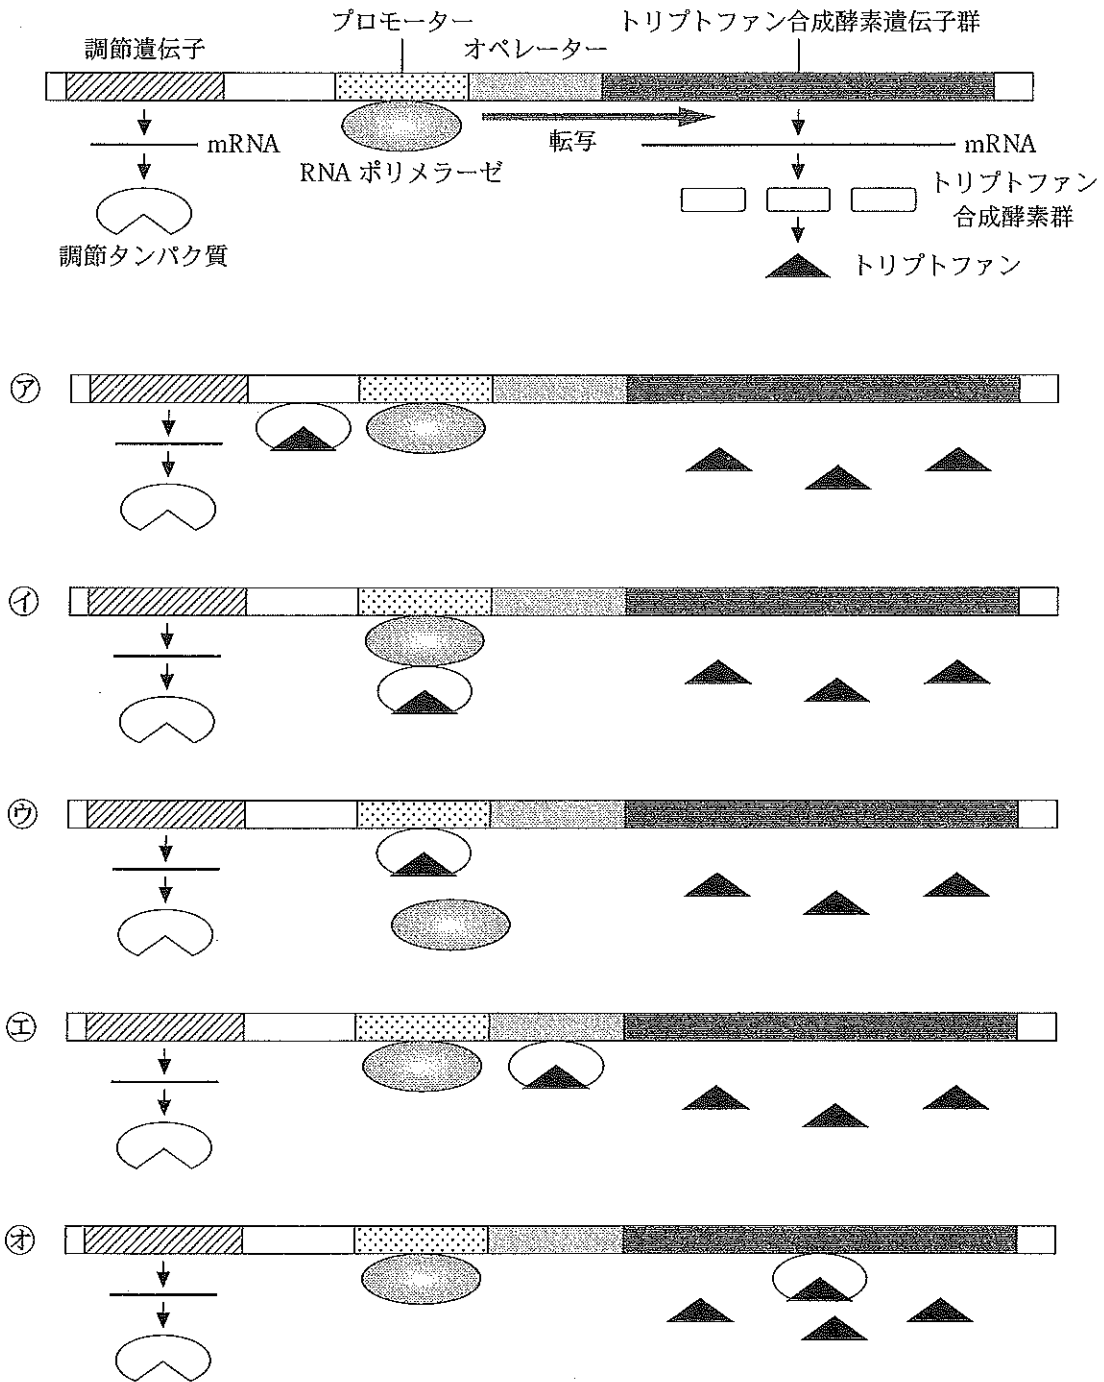 プロモーター
トリプトファン合成酵素遺伝子群
調節遺伝子
オペレーター
転写
mRNA
mRNA
RNA ポリメラーゼ
トリプトファン
合成酵素群
調節タンパク質
トリプトファン
㋐
㋑
㋒
㋓
㋔